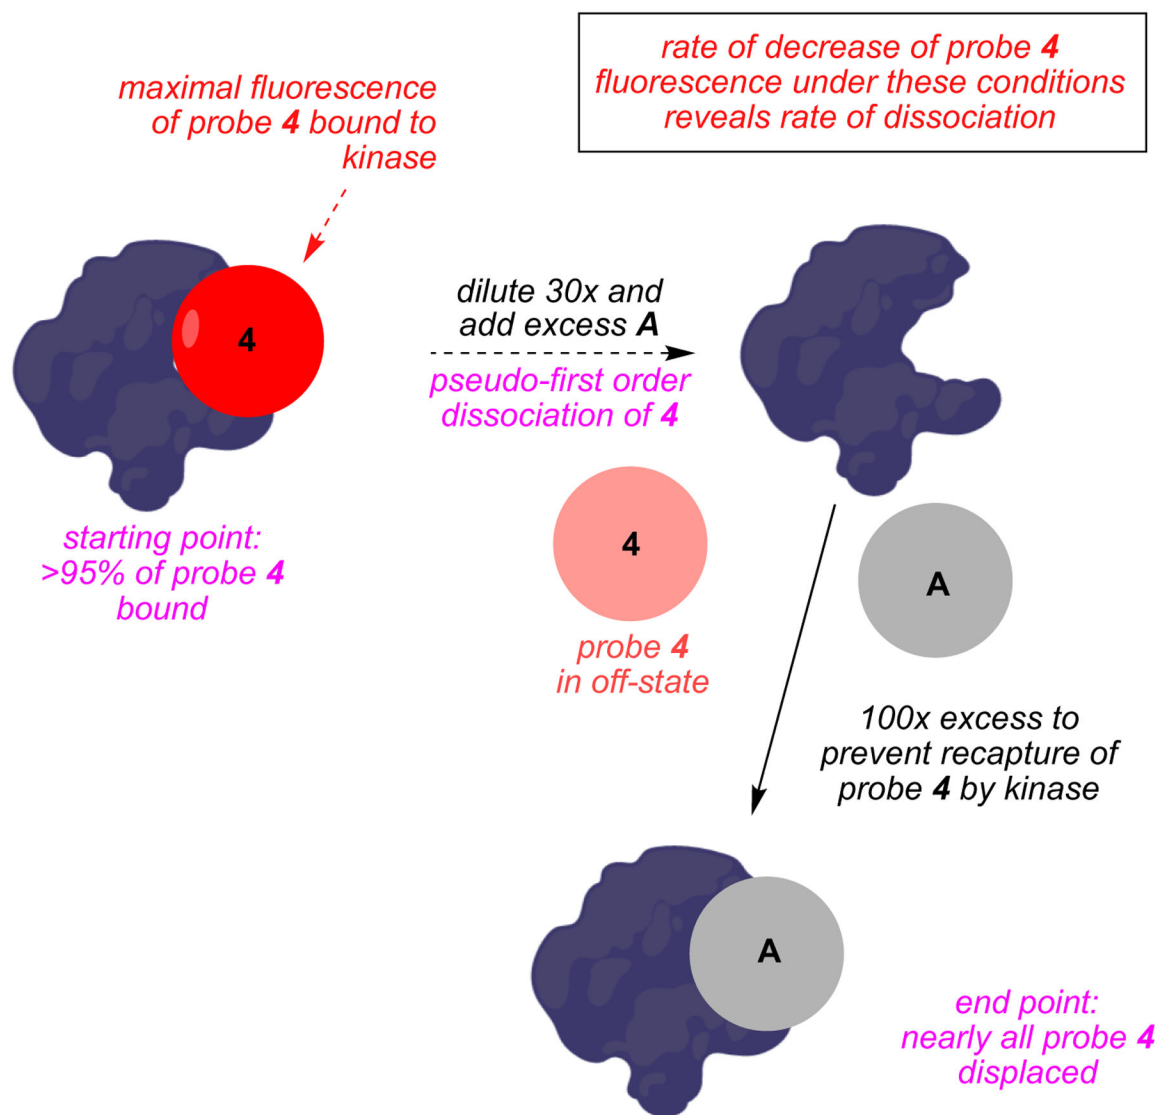 rate of decrease of probe 4
fluorescence under these conditions
reveals rate of dissociation
maximal fluorescence
of probe 4 bound to
kinase
4
dilute 30x and
add excess A
pseudo-first order
dissociation of 4
starting point:
>95% of probe 4
bound
4
probe 4
in off-state
A
100x excess to
prevent recapture of
probe 4 by kinase
A
end point:
nearly all probe 4
displaced